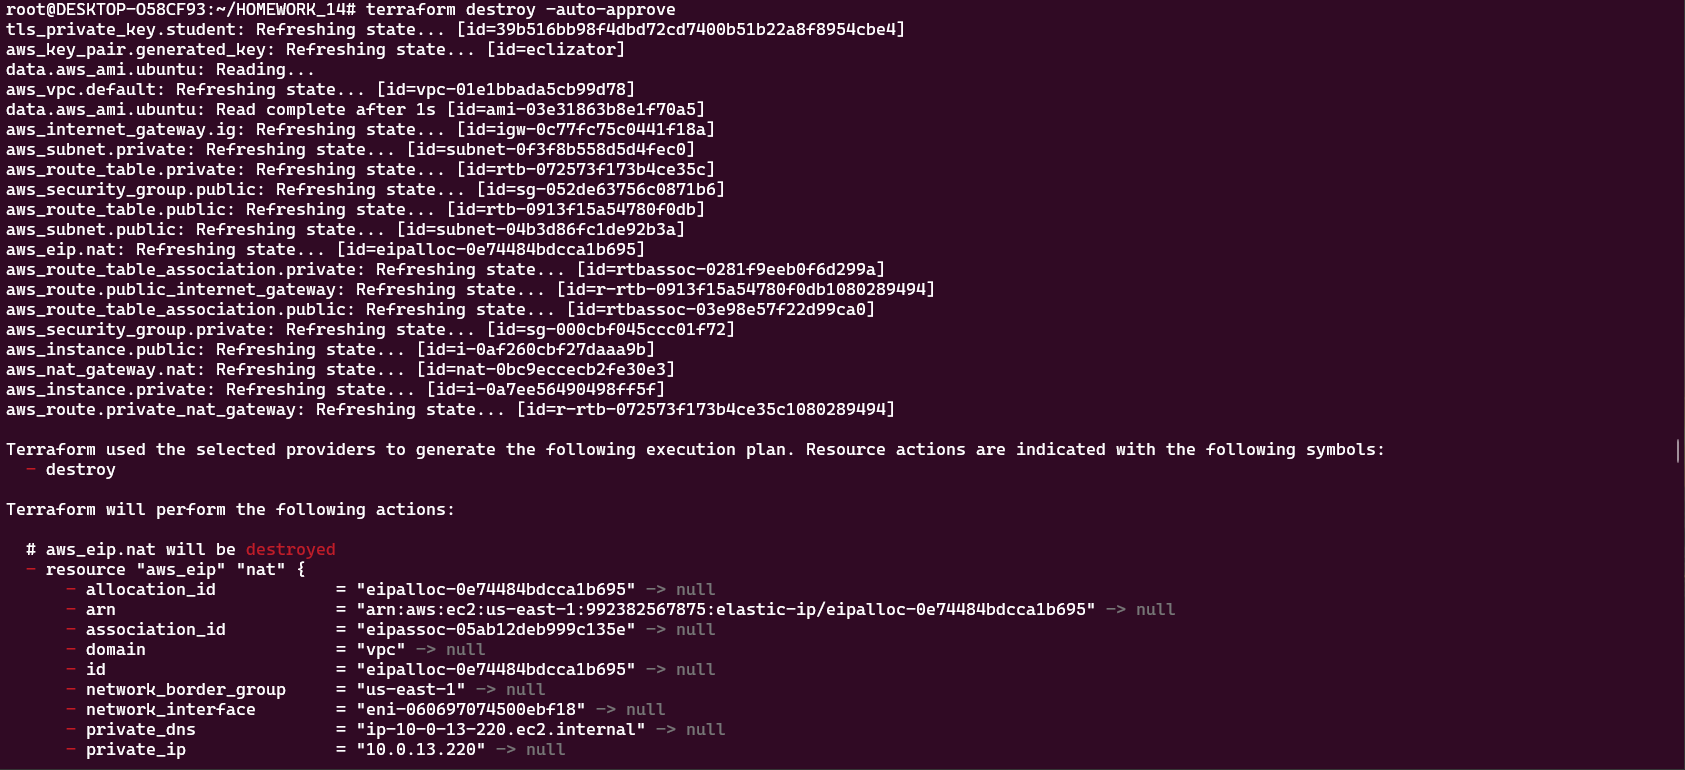 root@DESKTOP-O58CF93:~/HOMEWORK_14# terraform destroy -auto-approve
tls_private_key.student: Refreshing state... [id=39b516bb98f4dbd72cd7400b51b22a8f8954cbe4]
aws_key_pair.generated_key: Refreshing state... [id=eclizator]
data.aws_ami.ubuntu: Reading...
aws_vpc.default: Refreshing state... [id=vpc-01e1bbada5cb99d78]
data.aws_ami.ubuntu: Read complete after 1s [id=ami-03e31863b8e1f70a5]
aws_internet_gateway.ig: Refreshing state... [id=igw-0c77fc75c0441f18a]
aws_subnet.private: Refreshing state... [id=subnet-0f3f8b558d5d4fec0]
aws_route_table.private: Refreshing state... [id=rtb-072573f173b4ce35c]
aws_security_group.public: Refreshing state... [id=sg-052de63756c0871b6]
aws_route_table.public: Refreshing state... [id=rtb-0913f15a54780f0db]
aws_subnet.public: Refreshing state... [id=subnet-04b3d86fc1de92b3a]
aws_eip.nat: Refreshing state... [id=eipalloc-0e74484bdcca1b695]
aws_route_table_association.private: Refreshing state... [id=rtbassoc-0281f9eeb0f6d299a]
aws_route.public_internet_gateway: Refreshing state... [id=r-rtb-0913f15a54780f0db1080289494]
aws_route_table_association.public: Refreshing state... [id=rtbassoc-03e98e57f22d99ca0]
aws_security_group.private: Refreshing state... [id=sg-000cbf045ccc01f72]
aws_instance.public: Refreshing state... [id=i-0af260cbf27daaa9b]
aws_nat_gateway.nat: Refreshing state... [id=nat-0bc9eccecb2fe30e3]
aws_instance.private: Refreshing state... [id=i-0a7ee56490498ff5f]
aws_route.private_nat_gateway: Refreshing state... [id=r-rtb-072573f173b4ce35c1080289494]
Terraform used the selected providers to generate the following execution plan. Resource actions are indicated with the following symbols:
  - destroy
Terraform will perform the following actions:
  # aws_eip.nat will be destroyed
  - resource "aws_eip" "nat" {
      - allocation_id            = "eipalloc-0e74484bdcca1b695" -> null
      - arn                      = "arn:aws:ec2:us-east-1:992382567875:elastic-ip/eipalloc-0e74484bdcca1b695" -> null
      - association_id           = "eipassoc-05ab12deb999c135e" -> null
      - domain                   = "vpc" -> null
      - id                       = "eipalloc-0e74484bdcca1b695" -> null
      - network_border_group     = "us-east-1" -> null
      - network_interface        = "eni-060697074500ebf18" -> null
      - private_dns              = "ip-10-0-13-220.ec2.internal" -> null
      - private_ip               = "10.0.13.220" -> null